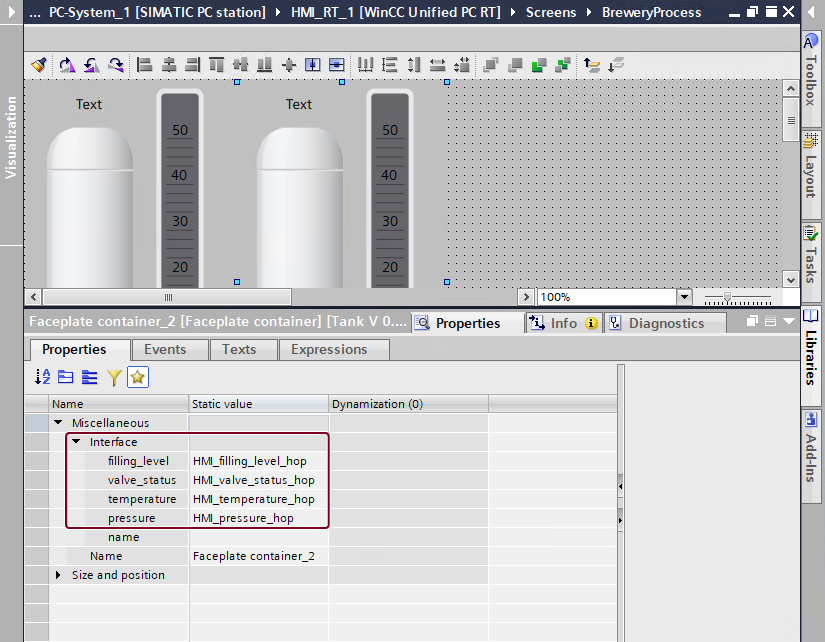 ... PC-System_1 [SIMATIC PC station] HMI_RT_1 [WinCC Unified PC RT] Screens BreweryProcess
Visualization
Text
50
40
30
20
Text
50
40
30
20
100%
Toolbox
Layout
Tasks
Libraries
Add-Ins
Faceplate container_2 [Faceplate container] [Tank V 0....
Properties
Info
Diagnostics
Properties
Events
Texts
Expressions
Name Static value Dynamization (0)
Miscellaneous
Interface
filling_level HMI_filling_level_hop
valve_status HMI_valve_status_hop
temperature HMI_temperature_hop
pressure HMI_pressure_hop
name
Name Faceplate container_2
Size and position